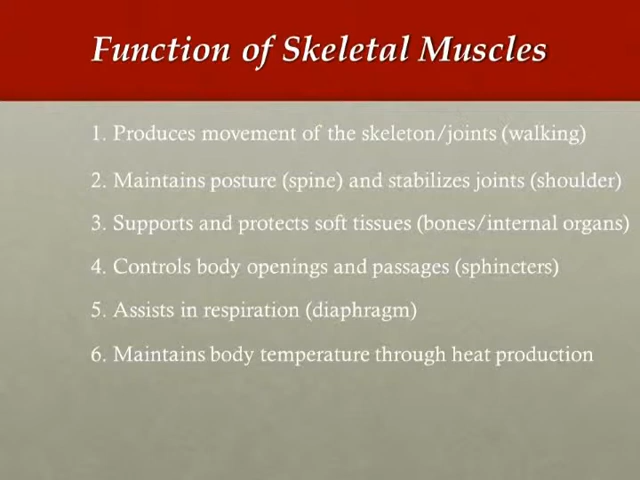 Function of Skeletal Muscles
1. Produces movement of the skeleton/joints (walking)
2. Maintains posture (spine) and stabilizes joints (shoulder)
3. Supports and protects soft tissues (bones/internal organs)
4. Controls body openings and passages (sphincters)
5. Assists in respiration (diaphragm)
6. Maintains body temperature through heat production